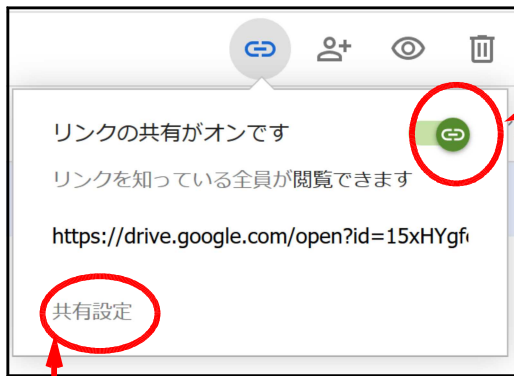 リンクの共有がオンです
リンクを知っている全員が閲覧できます
https://drive.google.com/open?id=15xHYgf
共有設定